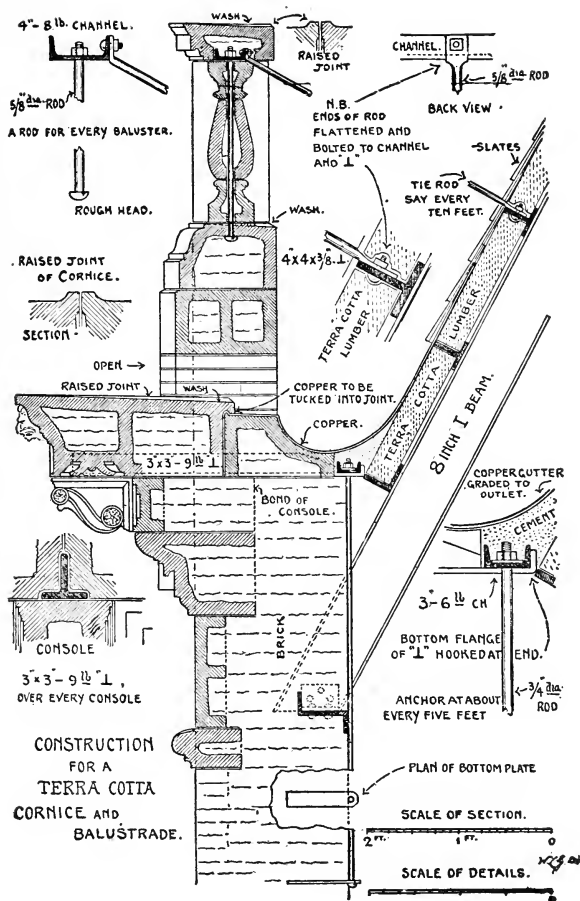 WASH
4"- 8 lb. CHANNEL.
RAISED
JOINT
5/8" dia ROD
A ROD FOR EVERY BALUSTER.
ROUGH HEAD.
CHANNEL.
5/8" dia ROD
BACK VIEW.
N.B.
ENDS OF ROD
FLATTENED AND
BOLTED TO CHANNEL
AND "⊥"
SLATES
TIE ROD
SAY EVERY
TEN FEET.
WASH.
4"x 4"x 3/8". ⊥
TERRA COTTA
LUMBER
RAISED JOINT
OF CORNICE.
SECTION
OPEN
RAISED JOINT
WASH
COPPER TO BE
TUCKED INTO JOINT.
COPPER.
TERRA COTTA LUMBER
8 INCH I BEAM.
3 x 3 - 9 lb "⊥
BOND OF
CONSOLE.
COPPER GUTTER
GRADED TO
OUTLET.
CEMENT
3"- 6 lb CH
BOTTOM FLANGE
OF "⊥" HOOKED AT END.
3/4" dia.
ROD
ANCHOR AT ABOUT
EVERY FIVE FEET
CONSOLE
3" x 3" - 9 lb "⊥,
OVER EVERY CONSOLE
BRICK
CONSTRUCTION
FOR A
TERRA COTTA
CORNICE AND
BALUSTRADE.
PLAN OF BOTTOM PLATE
SCALE OF SECTION.
2 FT. 1 FT. 0
SCALE OF DETAILS.